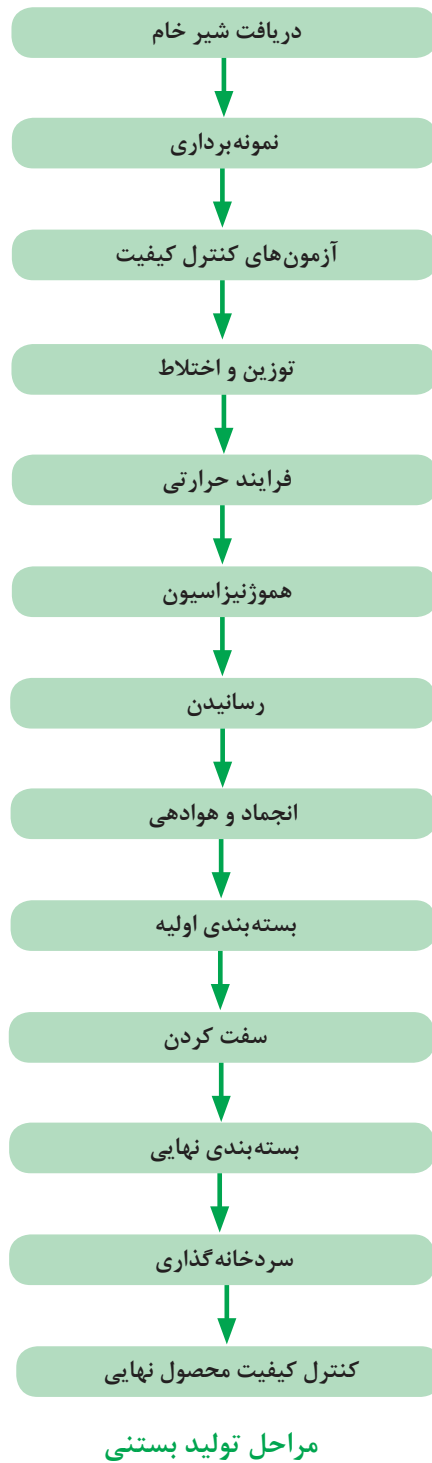 دریافت شیر خام
نمونه‌برداری
آزمون‌های کنترل کیفیت
توزین و اختلاط
فرایند حرارتی
هموژنیزاسیون
رسانیدن
انجماد و هوادهی
بسته‌بندی اولیه
سفت کردن
بسته‌بندی نهایی
سردخانه‌گذاری
کنترل کیفیت محصول نهایی
مراحل تولید بستنی